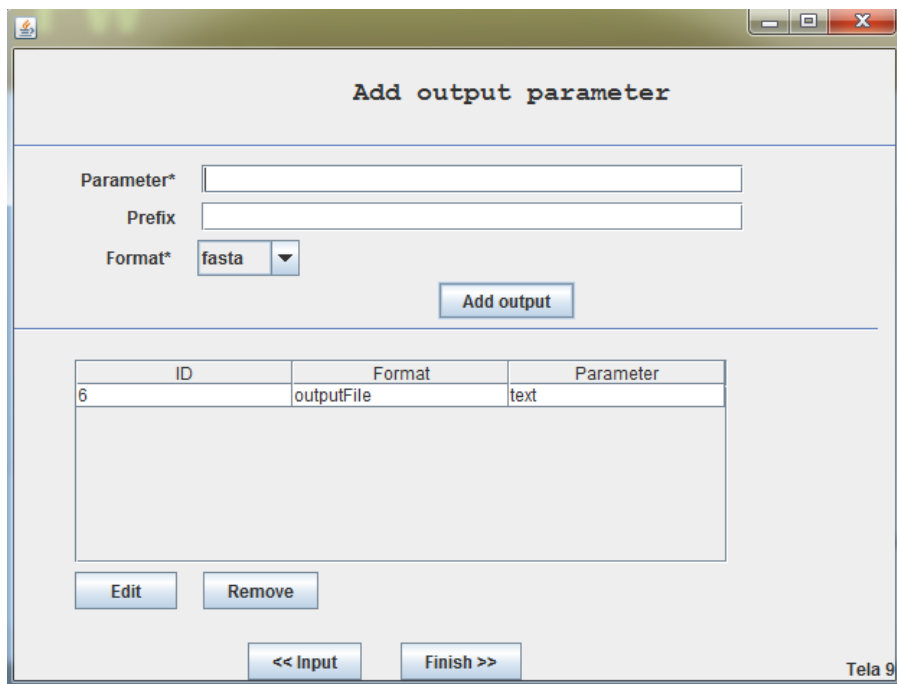 Add output parameter
Parameter*
Prefix
Format* fasta
Add output
ID Format Parameter
6 outputFile text
Edit Remove
<< Input Finish >>
Tela 9